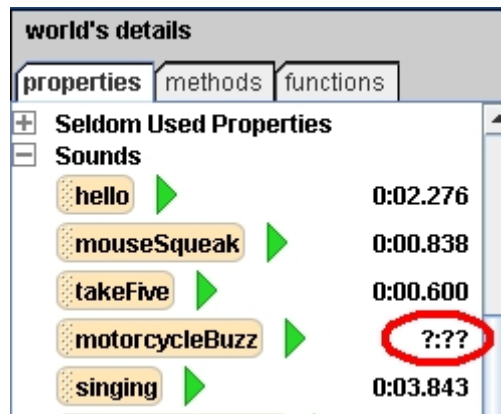 world's details
properties methods functions
Seldom Used Properties
Sounds
hello 0:02.276
mouseSqueak 0:00.838
takeFive 0:00.600
motorcycleBuzz ?:??
singing 0:03.843